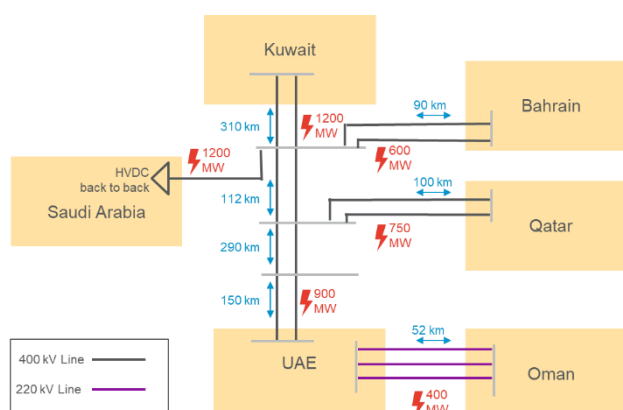 Kuwait
90 km
Bahrain
310 km
1200
MW
1200
MW
600
MW
HVDC
back to back
Saudi Arabia
112 km
100 km
Qatar
750
MW
290 km
150 km
900
MW
52 km
UAE
Oman
400
MW
400 kV Line
220 kV Line